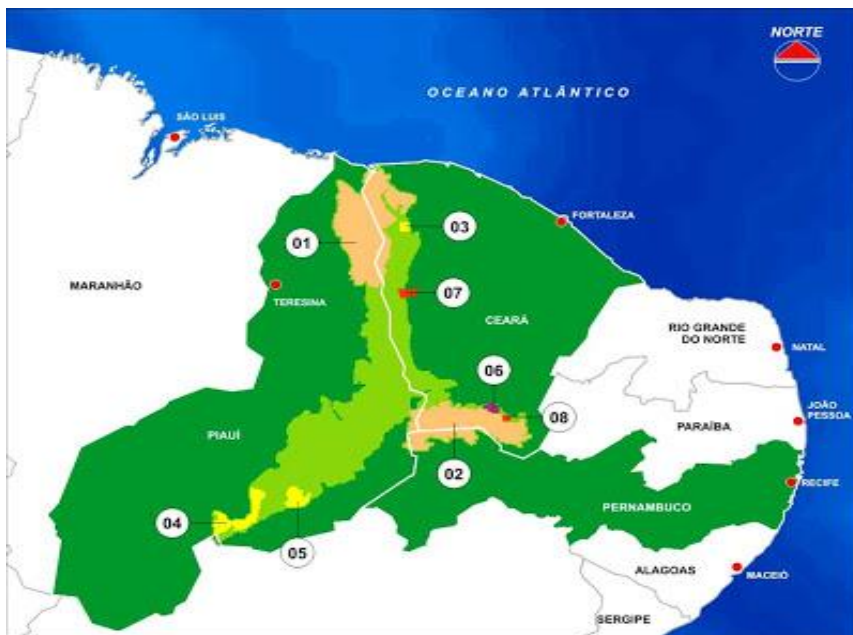 NORTE
OCEANO ATLÂNTICO
SÃO LUIS
FORTALEZA
03
01
MARANHÃO
TERESINA
07
CEARÁ
RIO GRANDE
DO NORTE
NATAL
06
08
JOÃO
PESSOA
PIAUÍ
PARAÍBA
02
RECIFE
PERNAMBUCO
04
05
ALAGOAS
MACEIÓ
SERGIPE